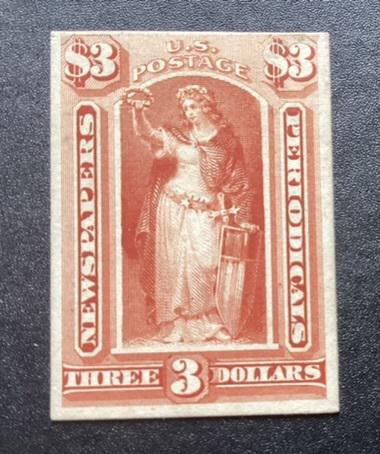 $3 U.S. $3
POSTAGE
NEWSPAPERS
PERIODICALS
THREE 3 DOLLARS